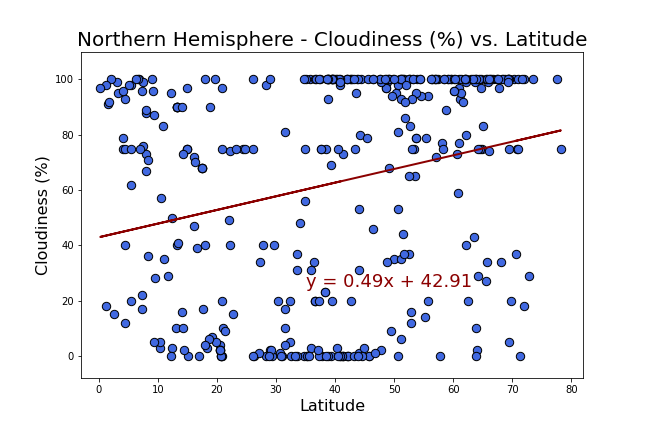 Northern Hemisphere - Cloudiness (%) vs. Latitude
100
80
60
40
20
0
Cloudiness (%)
y = 0.49x + 42.91
0 10 20 30 40 50 60 70 80
Latitude